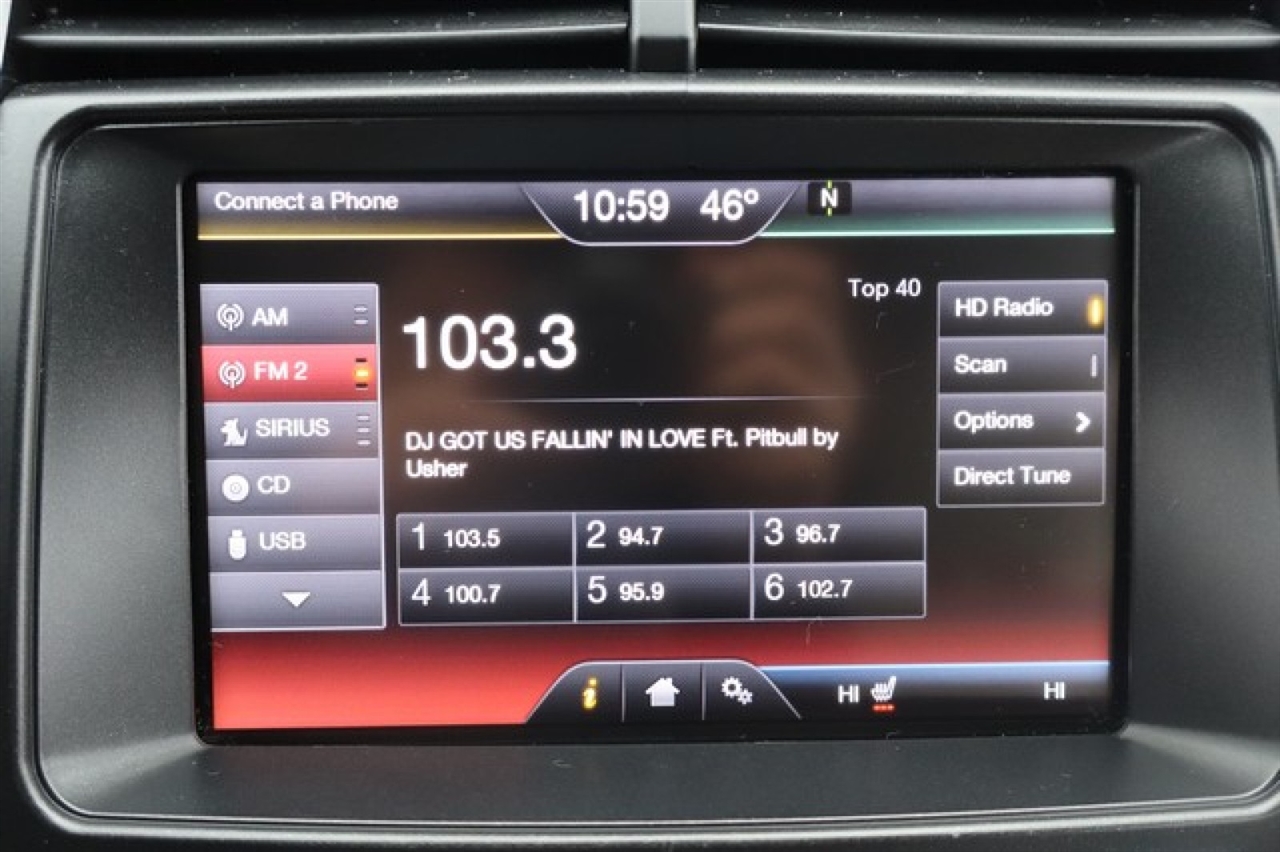 Connect a Phone
10:59 46º
N
AM
FM 2
SIRIUS
CD
USB
Top 40
103.3
DJ GOT US FALLIN' IN LOVE Ft. Pitbull by
Usher
1 103.5 2 94.7 3 96.7
4 100.7 5 95.9 6 102.7
HD Radio
Scan
Options
Direct Tune
i
HI HI